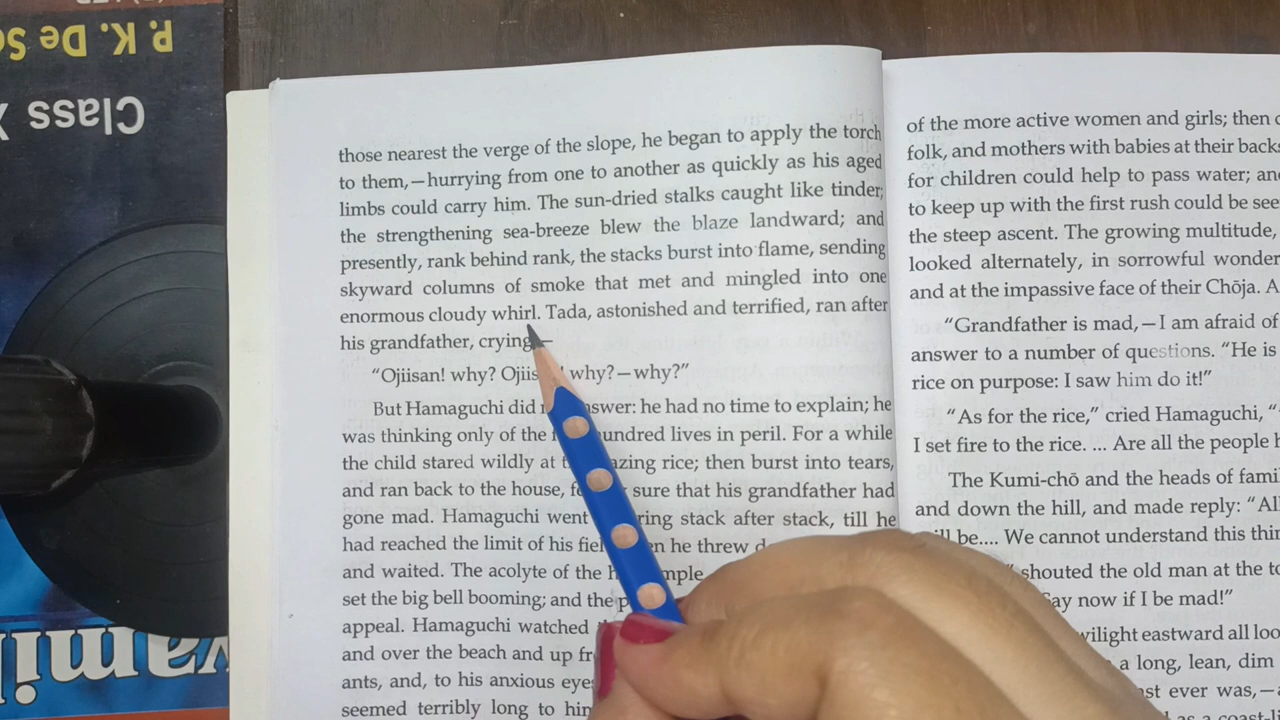 P. K. De S
Class X
wami
those nearest the verge of the slope, he began to apply the torch
to them,—hurrying from one to another as quickly as his aged
limbs could carry him. The sun-dried stalks caught like tinder;
the strengthening sea-breeze blew the blaze landward; and
presently, rank behind rank, the stacks burst into flame, sending
skyward columns of smoke that met and mingled into one
enormous cloudy whirl. Tada, astonished and terrified, ran after
his grandfather, crying—
"Ojiisan! why? Ojiis ! why?—why?"
But Hamaguchi did answer: he had no time to explain; he
was thinking only of the hundred lives in peril. For a while
the child stared wildly at azing rice; then burst into tears,
and ran back to the house, sure that his grandfather had
gone mad. Hamaguchi went ring stack after stack, till he
had reached the limit of his he threw
and waited. The acolyte of the
set the big bell booming; and the
appeal. Hamaguchi watched
and over the beach and up
ants, and, to his anxious
seemed terribly long to
of the more active women and girls; then
folk, and mothers with babies at their backs
for children could help to pass water; and
to keep up with the first rush could be
the steep ascent. The growing multitude,
looked alternately, in sorrowful wonder
and at the impassive face of their Chōja. A
"Grandfather is mad,—I am afraid of
answer to a number of questions. "He is
rice on purpose: I saw him do it!"
"As for the rice," cried Hamaguchi, "
I set fire to the rice. ... Are all the people
The Kumi-chō and the heads of
and down the hill, and made reply: "
be.... We cannot understand this
shouted the old man at the
Say now if I be mad!"
twilight eastward all
a long, lean, dim
ever was,—
as a coast